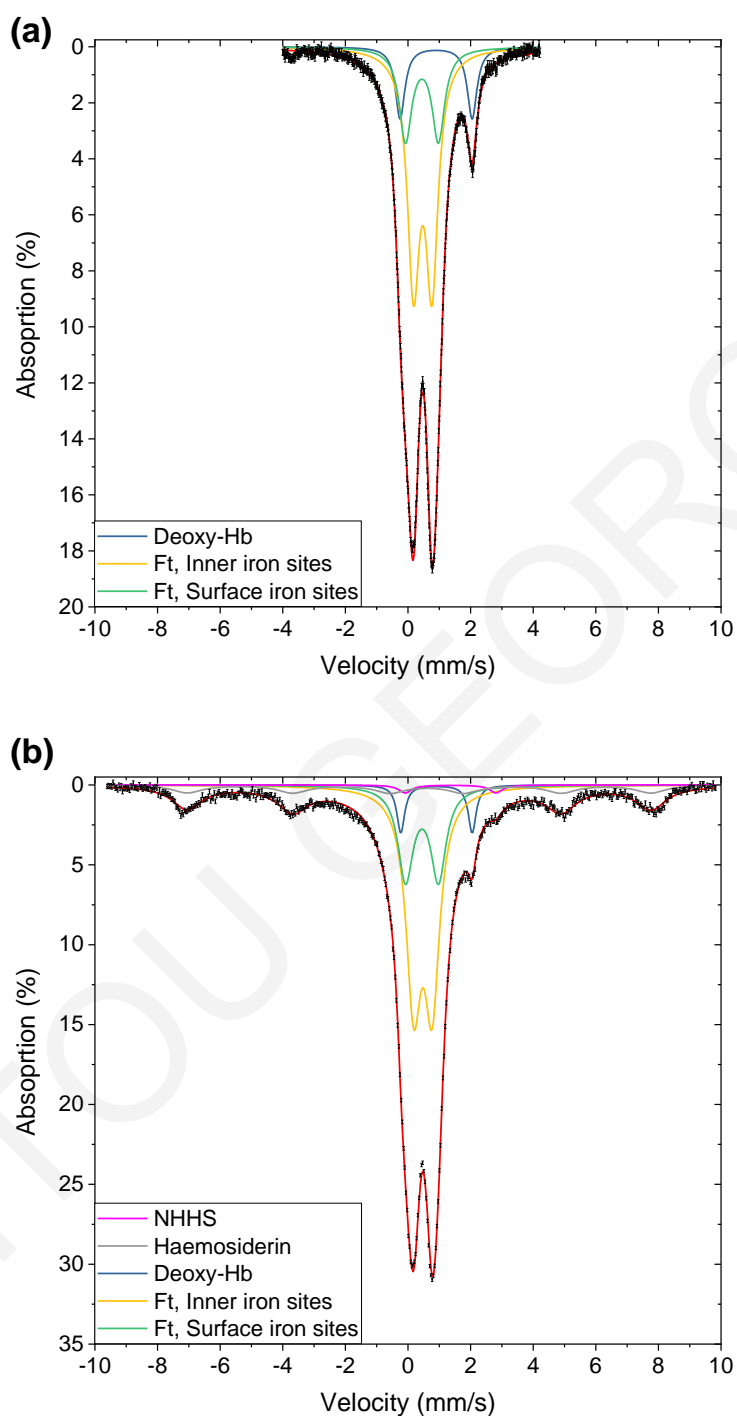 (a)
0
2
4
6
8
10
12
14
16
18
20
Absoprtion (%)
Deoxy-Hb
Ft, Inner iron sites
Ft, Surface iron sites
-10 -8 -6 -4 -2 0 2 4 6 8 10
Velocity (mm/s)
(b)
0
5
10
15
20
25
30
35
Absoprtion (%)
NHHS
Haemosiderin
Deoxy-Hb
Ft, Inner iron sites
Ft, Surface iron sites
-10 -8 -6 -4 -2 0 2 4 6 8 10
Velocity (mm/s)
TOU GEORG